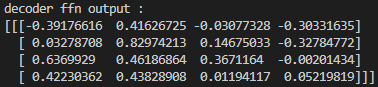 decoder ffn output :
[[[-0.39176616  0.41626725 -0.03077328 -0.30331635]
  [ 0.03278708  0.82974213  0.14675033 -0.32784772]
  [ 0.6369929   0.46186864  0.3671164  -0.00201434]
  [ 0.42230362  0.43828908  0.01194117  0.05219819]]]